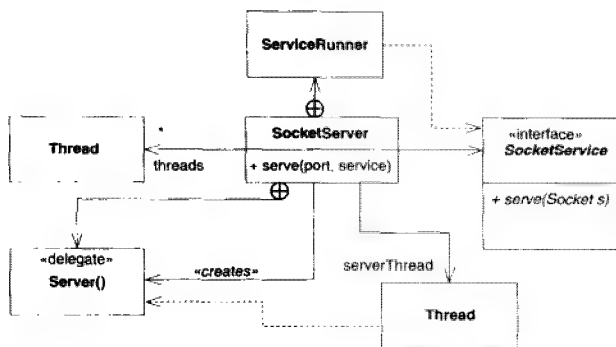 ServiceRunner
*
Thread
threads
SocketServer
+ serve(port, service)
«interface»
SocketService
+ serve(Socket s)
«delegate»
Server()
«creates»
serverThread
Thread